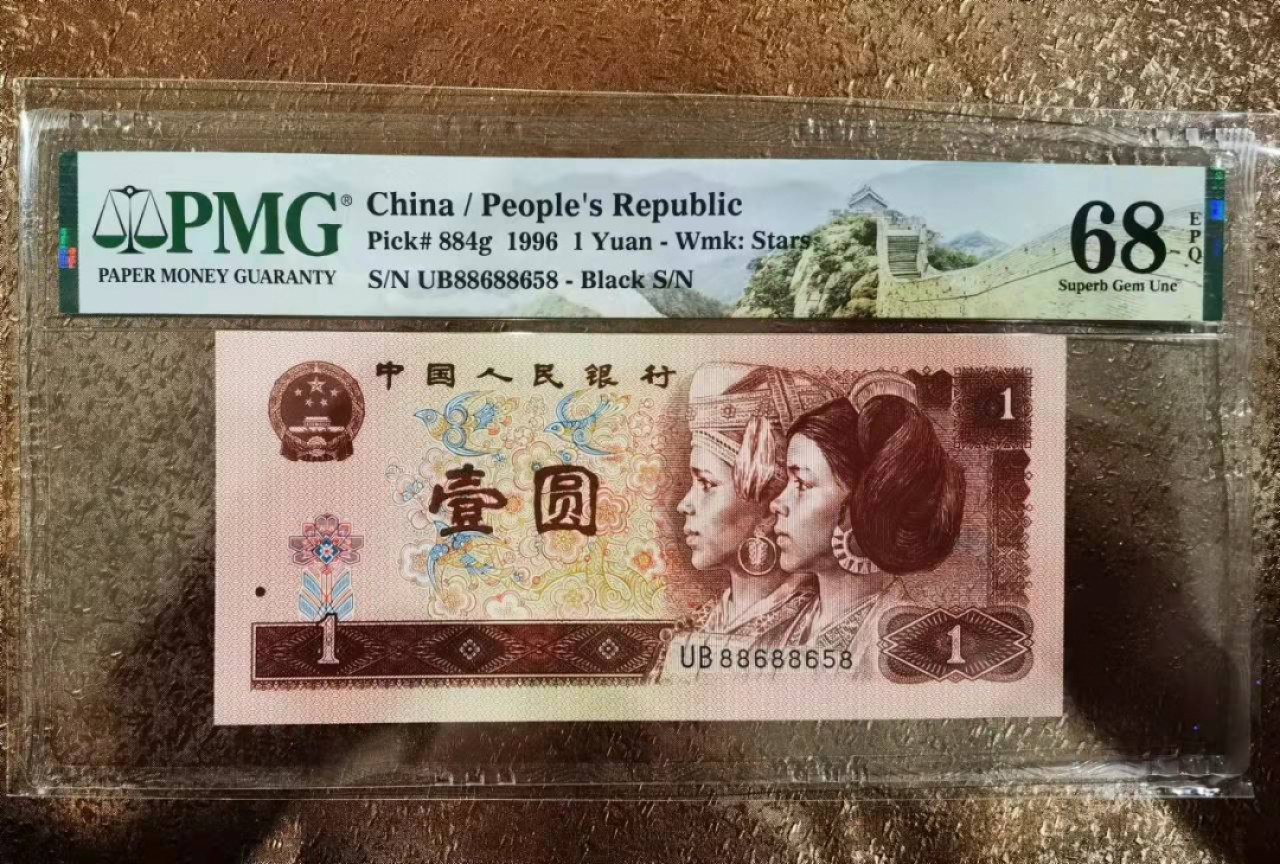 PMG®
PAPER MONEY GUARANTY
China / People's Republic
Pick# 884g 1996 1 Yuan - Wmk: Stars
S/N UB88688658 - Black S/N
68
EPQ
Superb Gem Unc
中国人民银行
1
壹圆
1
UB88688658
1